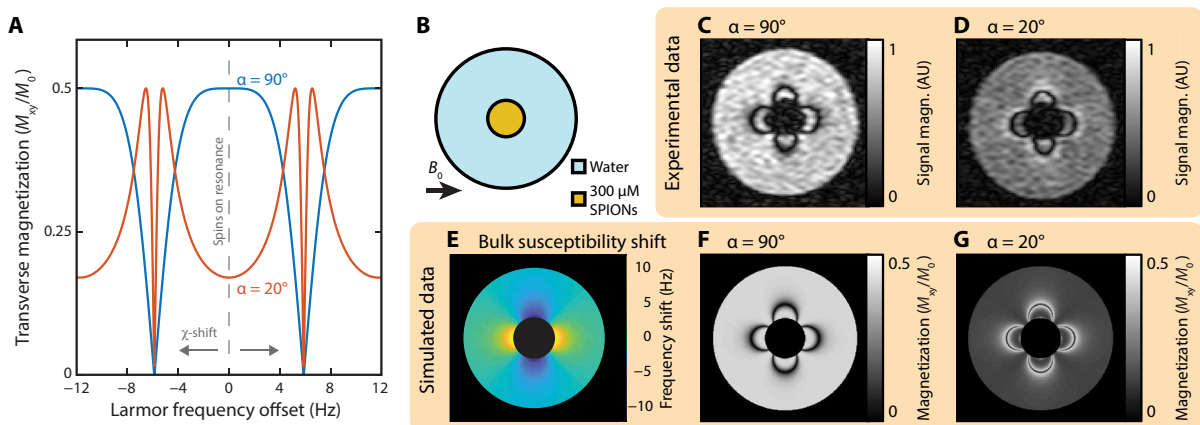 A
Transverse magnetization (Mxy/M0)
0.5
0.25
0
α = 90°
α = 20°
Spins on resonance
χ-shift
−12
−8
−4
0
4
8
12
Larmor frequency offset (Hz)
B
B0
Water
300 µM
SPIONs
Experimental data
C
α = 90°
1
0
Signal magn. (AU)
D
α = 20°
1
0
Signal magn. (AU)
Simulated data
E
Bulk susceptibility shift
10
5
0
−5
−10
Frequency shift (Hz)
F
α = 90°
0.5
0
Magnetization (Mxy/M0)
G
α = 20°
0.5
0
Magnetization (Mxy/M0)